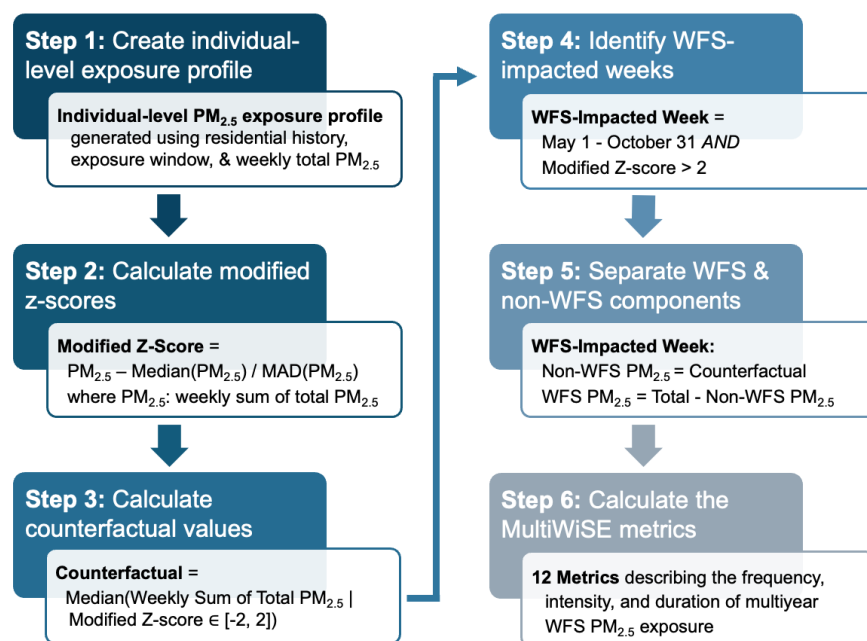 Step 1: Create individual-
level exposure profile
Individual-level PM2.5 exposure profile
generated using residential history,
exposure window, & weekly total PM2.5
Step 2: Calculate modified
z-scores
Modified Z-Score =
PM2.5 – Median(PM2.5) / MAD(PM2.5)
where PM2.5: weekly sum of total PM2.5
Step 3: Calculate
counterfactual values
Counterfactual =
Median(Weekly Sum of Total PM2.5 |
Modified Z-score ∈ [-2, 2])
Step 4: Identify WFS-
impacted weeks
WFS-Impacted Week =
May 1 - October 31 AND
Modified Z-score > 2
Step 5: Separate WFS &
non-WFS components
WFS-Impacted Week:
Non-WFS PM2.5 = Counterfactual
WFS PM2.5 = Total - Non-WFS PM2.5
Step 6: Calculate the
MultiWiSE metrics
12 Metrics describing the frequency,
intensity, and duration of multiyear
WFS PM2.5 exposure